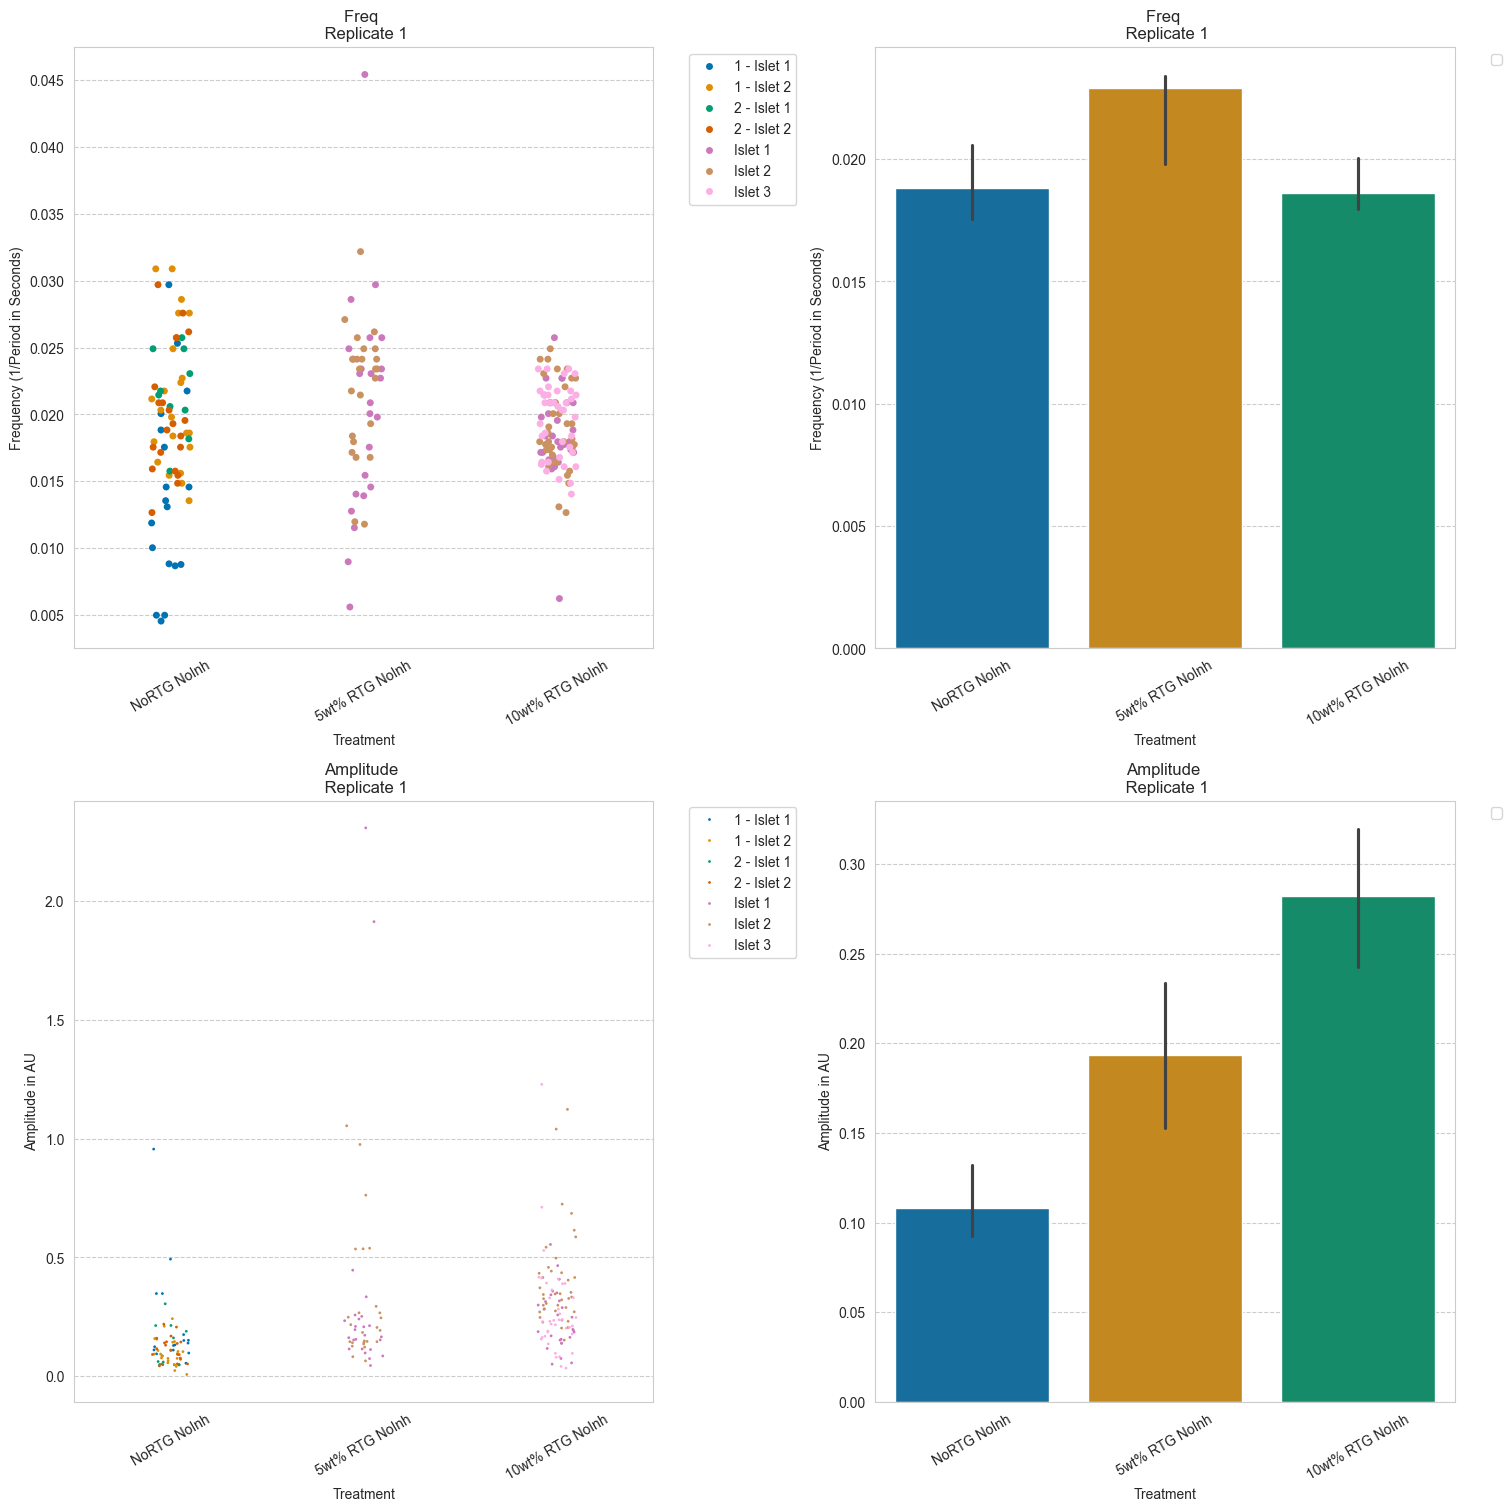 Freq
Replicate 1
Frequency (1/Period in Seconds)
0.045
0.040
0.035
0.030
0.025
0.020
0.015
0.010
0.005
NoRTG NoInh
5wt% RTG NoInh
10wt% RTG NoInh
Treatment
1 - Islet 1
1 - Islet 2
2 - Islet 1
2 - Islet 2
Islet 1
Islet 2
Islet 3
Freq
Replicate 1
Frequency (1/Period in Seconds)
0.020
0.015
0.010
0.005
0.000
NoRTG NoInh
5wt% RTG NoInh
10wt% RTG NoInh
Treatment
Amplitude
Replicate 1
Amplitude in AU
2.0
1.5
1.0
0.5
0.0
NoRTG NoInh
5wt% RTG NoInh
10wt% RTG NoInh
Treatment
1 - Islet 1
1 - Islet 2
2 - Islet 1
2 - Islet 2
Islet 1
Islet 2
Islet 3
Amplitude
Replicate 1
Amplitude in AU
0.30
0.25
0.20
0.15
0.10
0.05
0.00
NoRTG NoInh
5wt% RTG NoInh
10wt% RTG NoInh
Treatment